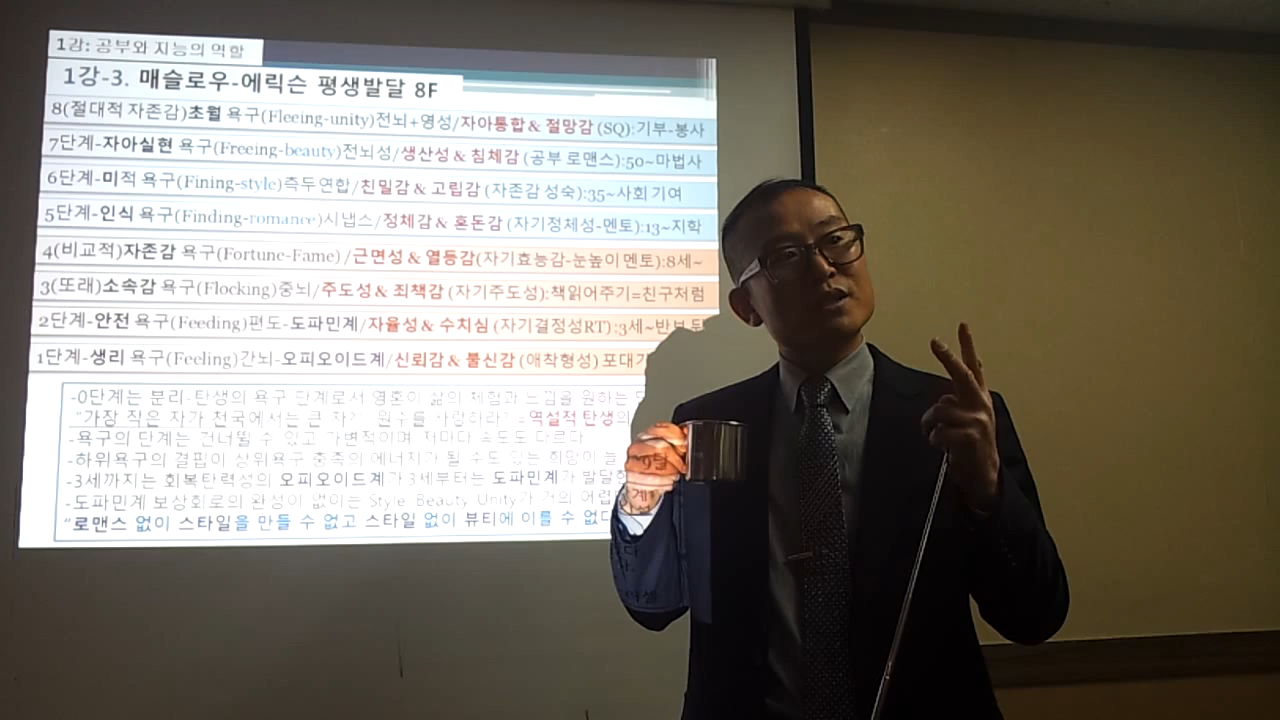 1강: 공부와 지능의 역할
1강-3. 매슬로우-에릭슨 평생발달 8F
8(절대적 자존감)초월 욕구(Fleeing-unity)전뇌+영성/자아통합 & 절망감 (SQ):기부-봉사
7단계-자아실현 욕구(Freeing-beauty)전뇌성/생산성 & 침체감 (공부 로맨스):50~마법사
6단계-미적 욕구(Fining-style)측두연합/친밀감 & 고립감 (자존감 성숙):35~사회 기여
5단계-인식 욕구(Finding-romance)시냅스/정체감 & 혼돈감 (자기정체성-멘토):13~지학
4(비교적)자존감 욕구(Fortune-Fame) /근면성 & 열등감(자기효능감-눈높이 멘토):8세~
3(또래)소속감 욕구(Flocking)중뇌/주도성 & 죄책감 (자기주도성):책읽어주기=친구처럼
2단계-안전 욕구(Feeding)편도-도파민계/자율성 & 수치심 (자기결정성RT):3세~반보
1단계-생리 욕구(Feeling)간뇌-오피오이드계/신뢰감 & 불신감 (애착형성) 포대기
-0단계는 분리-탄생의 욕구 단계로서 영혼이 삶의 체험과 느낌을 원하는
"가장 작은 자가 천국에서는 큰 자 원수를 사랑하라" =역설적 탄생의
-욕구의 단계는 건너뛸 수 있고 가변적이며 저마다 속도도 다르다
-하위욕구의 결핍이 상위욕구 충족의 에너지가 될 수도 있는 희망이
-3세까지는 회복탄력성의 오피오이드계가 3세부터는 도파민계가 발달
-도파민계 보상회로의 완성이 없이는 Style Beauty Unity가 거의 어렵
"로맨스 없이 스타일을 만들 수 없고 스타일 없이 뷰티에 이를 수 없다